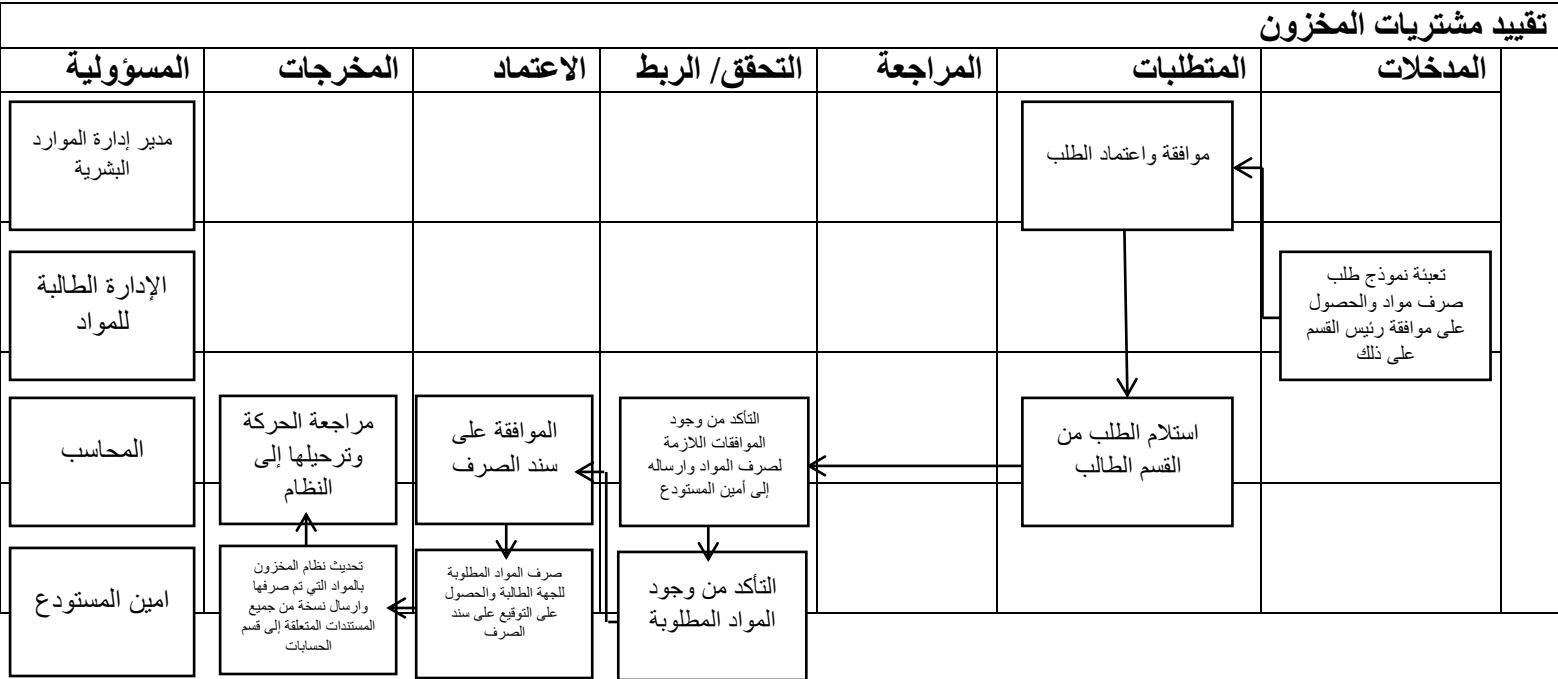 تقييد مشتريات المخزون
المدخلات
المتطلبات
المراجعة
التحقق/ الربط
الاعتماد
المخرجات
المسؤولية
موافقة واعتماد الطلب
مدير إدارة الموارد
البشرية
تعبئة نموذج طلب
صرف مواد والحصول
على موافقة رئيس القسم
على ذلك
الإدارة الطالبة
للمواد
استلام الطلب من
القسم الطالب
التأكد من وجود
الموافقات اللازمة
لصرف المواد وارساله
إلى أمين المستودع
الموافقة على
سند الصرف
مراجعة الحركة
وترحيلها إلى
النظام
المحاسب
التأكد من وجود
المواد المطلوبة
صرف المواد المطلوبة
للجهة الطالبة والحصول
على التوقيع على سند
الصرف
تحديث نظام المخزون
بالمواد التي تم صرفها
وارسال نسخة من جميع
المستندات المتعلقة إلى قسم
الحسابات
امين المستودع